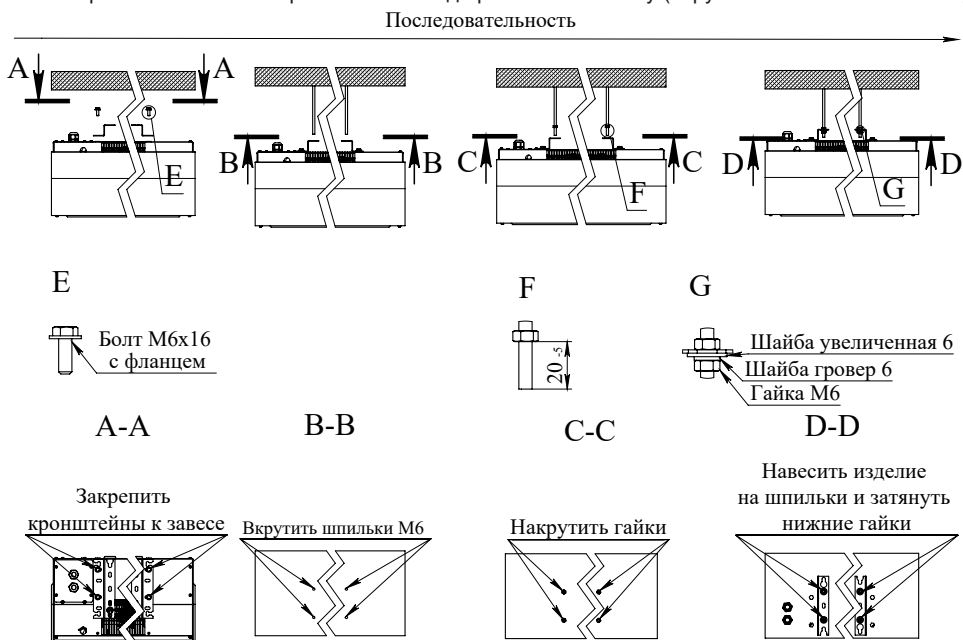 Последовательность
A A
B B
C C
D D
E
F
G
E
F
G
Болт М6х16
с фланцем
20 -5
Шайба увеличенная 6
Шайба гровер 6
Гайка М6
A-A
B-B
C-C
D-D
Закрепить
кронштейны к завесе
Вкрутить шпильки М6
Накрутить гайки
Навесить изделие
на шпильки и затянуть
нижние гайки